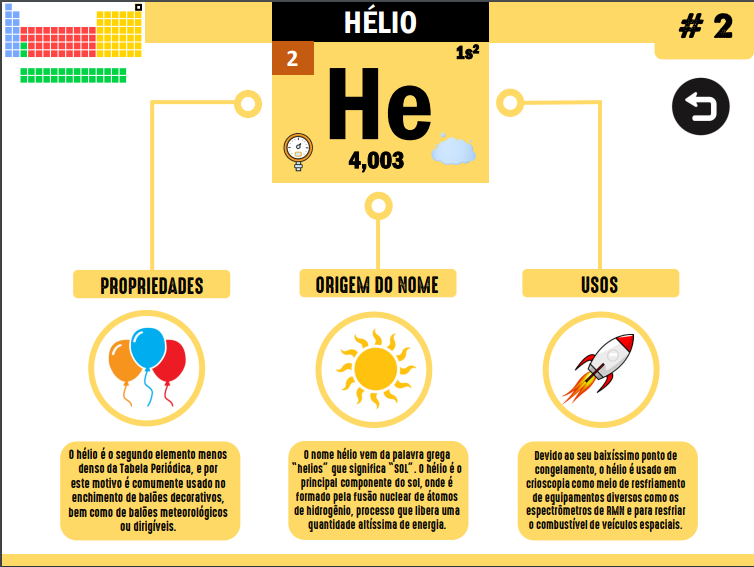 HÉLIO
# 2
2
1s²
He
4,003
PROPRIEDADES
ORIGEM DO NOME
USOS
O hélio é o segundo elemento menos
denso da Tabela Periódica, e por
este motivo é comumente usado no
enchimento de balões decorativos,
bem como de balões meteorológicos
ou dirigíveis.
O nome hélio vem da palavra grega
"helios" que significa "SOL". O hélio é o
principal componente do sol, onde é
formado pela fusão nuclear de átomos
de hidrogênio, processo que libera uma
quantidade altíssima de energia.
Devido ao seu baixíssimo ponto de
congelamento, o hélio é usado em
crioscopia como meio de resfriamento
de equipamentos diversos como os
espectrômetros de RMN e para resfriar
o combustível de veículos espaciais.